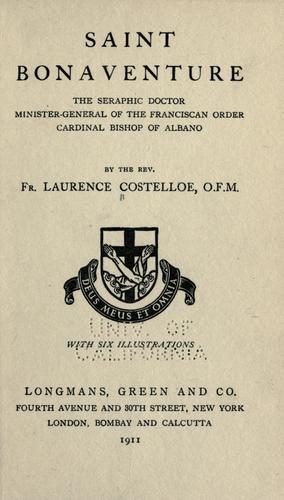 SAINT
BONAVENTURE
THE SERAPHIC DOCTOR
MINISTER-GENERAL OF THE FRANCISCAN ORDER
CARDINAL BISHOP OF ALBANO
BY THE REV.
FR. LAURENCE COSTELLOE, O.F.M.
DEUS MEUS ET OMNIA
UNIV. OF
WITH SIX ILLUSTRATIONS
CALIFORNIA
LONGMANS, GREEN AND CO.
FOURTH AVENUE AND 30TH STREET, NEW YORK
LONDON, BOMBAY AND CALCUTTA
1911